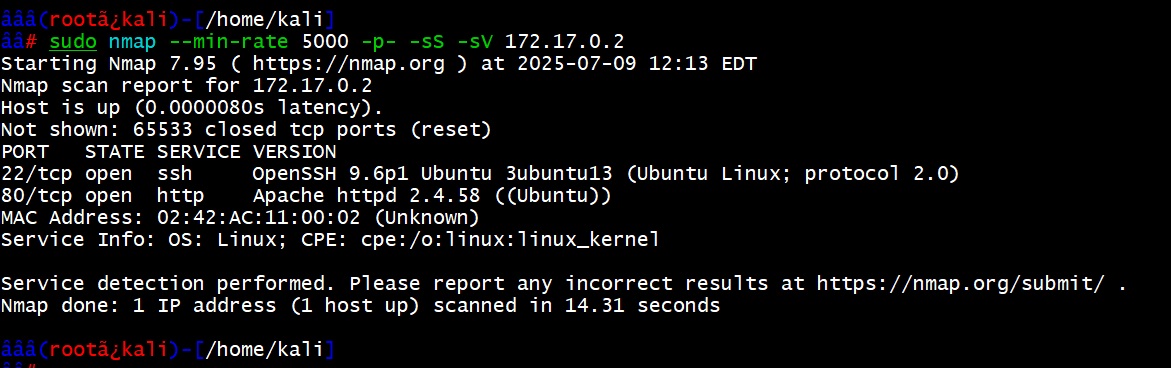 âââ(rootã¿kali)-[/home/kali]
ââ# sudo nmap --min-rate 5000 -p- -sS -sV 172.17.0.2
Starting Nmap 7.95 ( https://nmap.org ) at 2025-07-09 12:13 EDT
Nmap scan report for 172.17.0.2
Host is up (0.0000080s latency).
Not shown: 65533 closed tcp ports (reset)
PORT   STATE SERVICE VERSION
22/tcp open  ssh     OpenSSH 9.6p1 Ubuntu 3ubuntu13 (Ubuntu Linux; protocol 2.0)
80/tcp open  http    Apache httpd 2.4.58 ((Ubuntu))
MAC Address: 02:42:AC:11:00:02 (Unknown)
Service Info: OS: Linux; CPE: cpe:/o:linux:linux_kernel
Service detection performed. Please report any incorrect results at https://nmap.org/submit/ .
Nmap done: 1 IP address (1 host up) scanned in 14.31 seconds
âââ(rootã¿kali)-[/home/kali]
ââ#